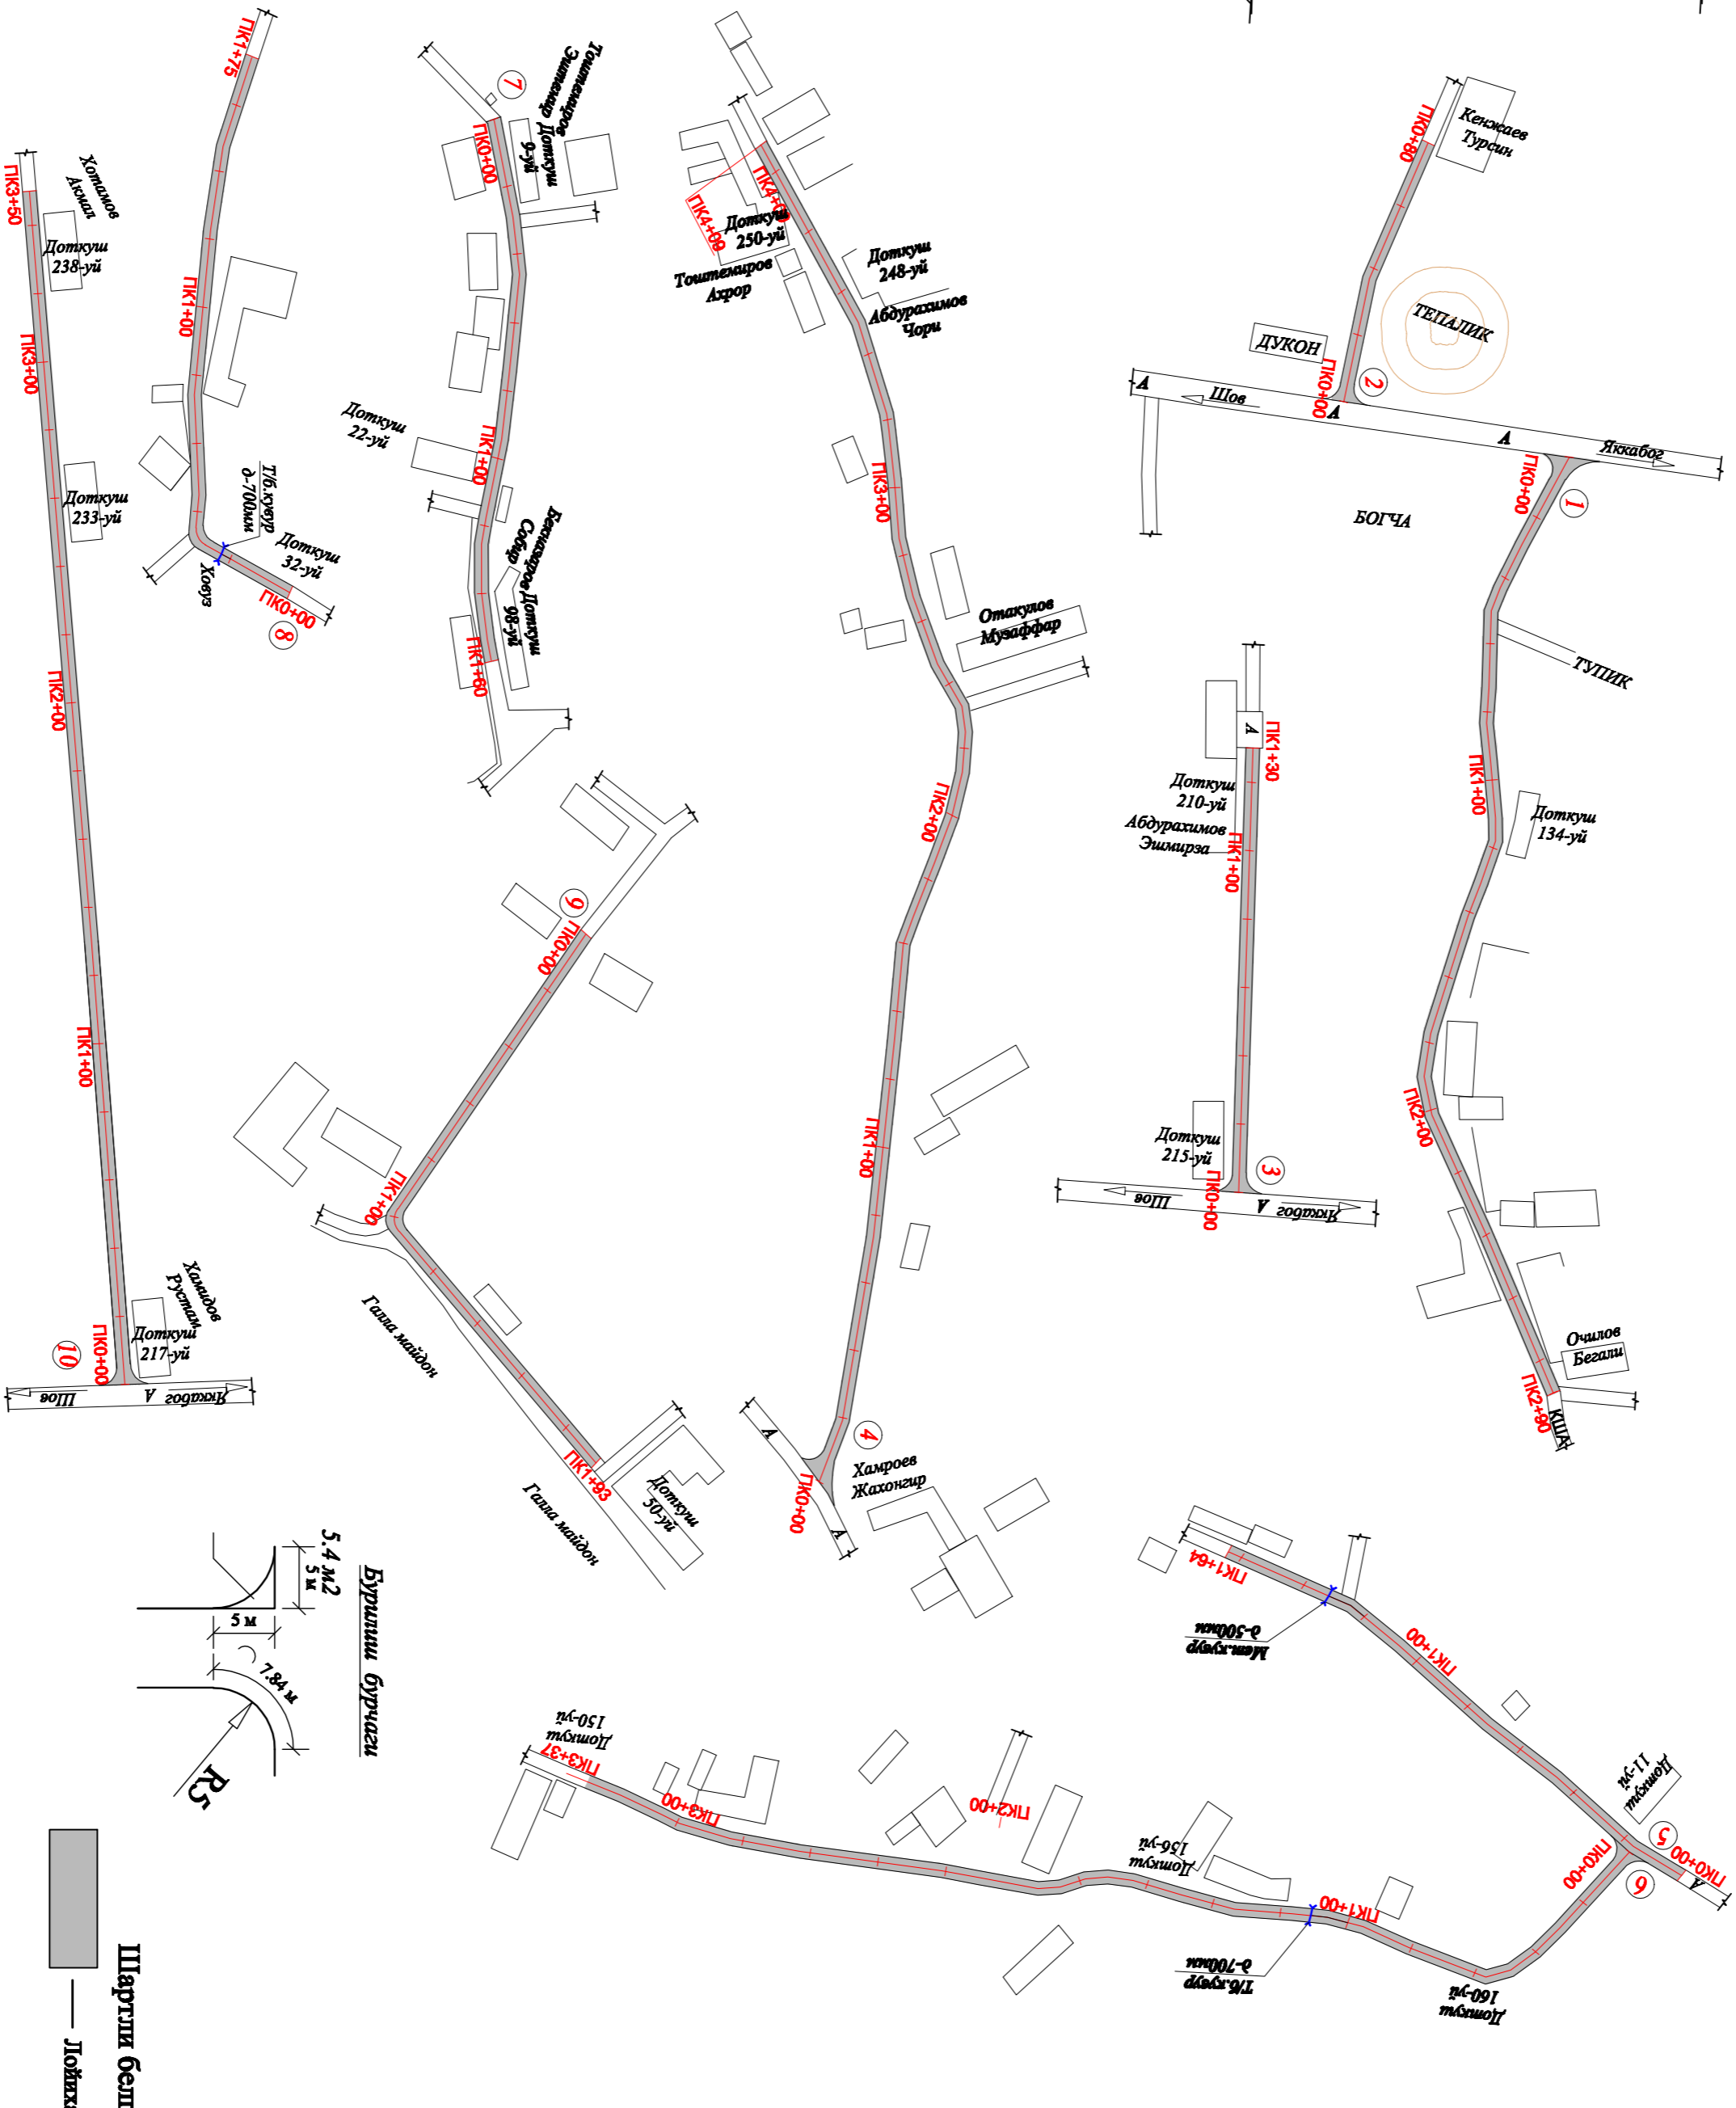 ПК0+80
Кенжаев
Турсин
ТЕПАЛИК
ДУКОН
ПК0+00
2
А
Шов
А
А
Яккабог
ПК0+00
1
БОГЧА
ТУПИК
ПК1+00
Доткуш
134-уй
ПК2+00
Очилов
Бегали
ПК2+90
КША
А
ПК1+30
Доткуш
210-уй
Абдурахимов
Эшмирза
ПК1+00
Доткуш
215-уй
ПК0+00
3
Шов
А
Яккабог
ПК4+00
ПК4+09
Доткуш
250-уй
Тоштемиров
Ахрор
Доткуш
248-уй
Абдурахимов
Чори
ПК3+00
Отакулов
Музаффар
ПК2+00
ПК1+00
4
А
ПК0+00
А
Хамроев
Жахонгир
7
Тоштемиров
Эштемир
Доткуш
9-уй
ПК0+00
Доткуш
22-уй
ПК1+00
Бекназаров
Собир
Доткуш
98-уй
ПК1+60
ПК1+75
ПК1+00
Т/б.кувур
д-700мм
Доткуш
32-уй
Ховуз
ПК0+00
8
ПК3+50
Хотамов
Акмал
Доткуш
238-уй
ПК3+00
Доткуш
233-уй
ПК2+00
ПК1+00
Хамидов
Рустам
Доткуш
217-уй
ПК0+00
10
Шов
А
Яккабог
9
ПК0+00
ПК1+00
Галла майдон
ПК1+93
Доткуш
50-уй
Галла майдон
ПК1+64
Мет.кувур
д-500мм
ПК1+00
Доткуш
11-уй
5
ПК0+00
А
ПК0+00
6
Доткуш
160-уй
ПК1+00
Т/б.кувур
д-700мм
Доткуш
156-уй
ПК2+00
ПК3+00
ПК3+37
Доткуш
150-уй
Бурилиш бурчаги
5.4 м2
5 м
5 м
7.84 м
R5
Шартли бел
Лойиха